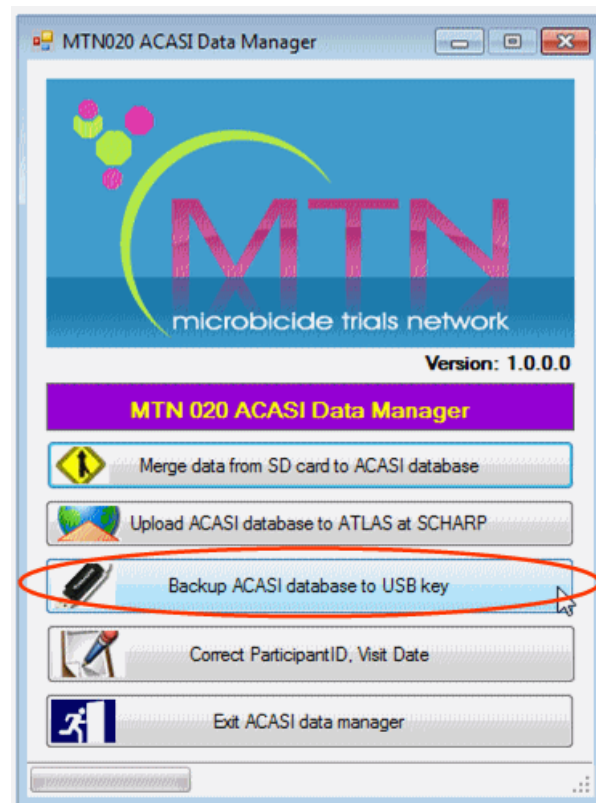 MTN020 ACASI Data Manager
MTN
microbicide trials network
Version: 1.0.0.0
MTN 020 ACASI Data Manager
Merge data from SD card to ACASI database
Upload ACASI database to ATLAS at SCHARP
Backup ACASI database to USB key
Correct ParticipantID, Visit Date
Exit ACASI data manager